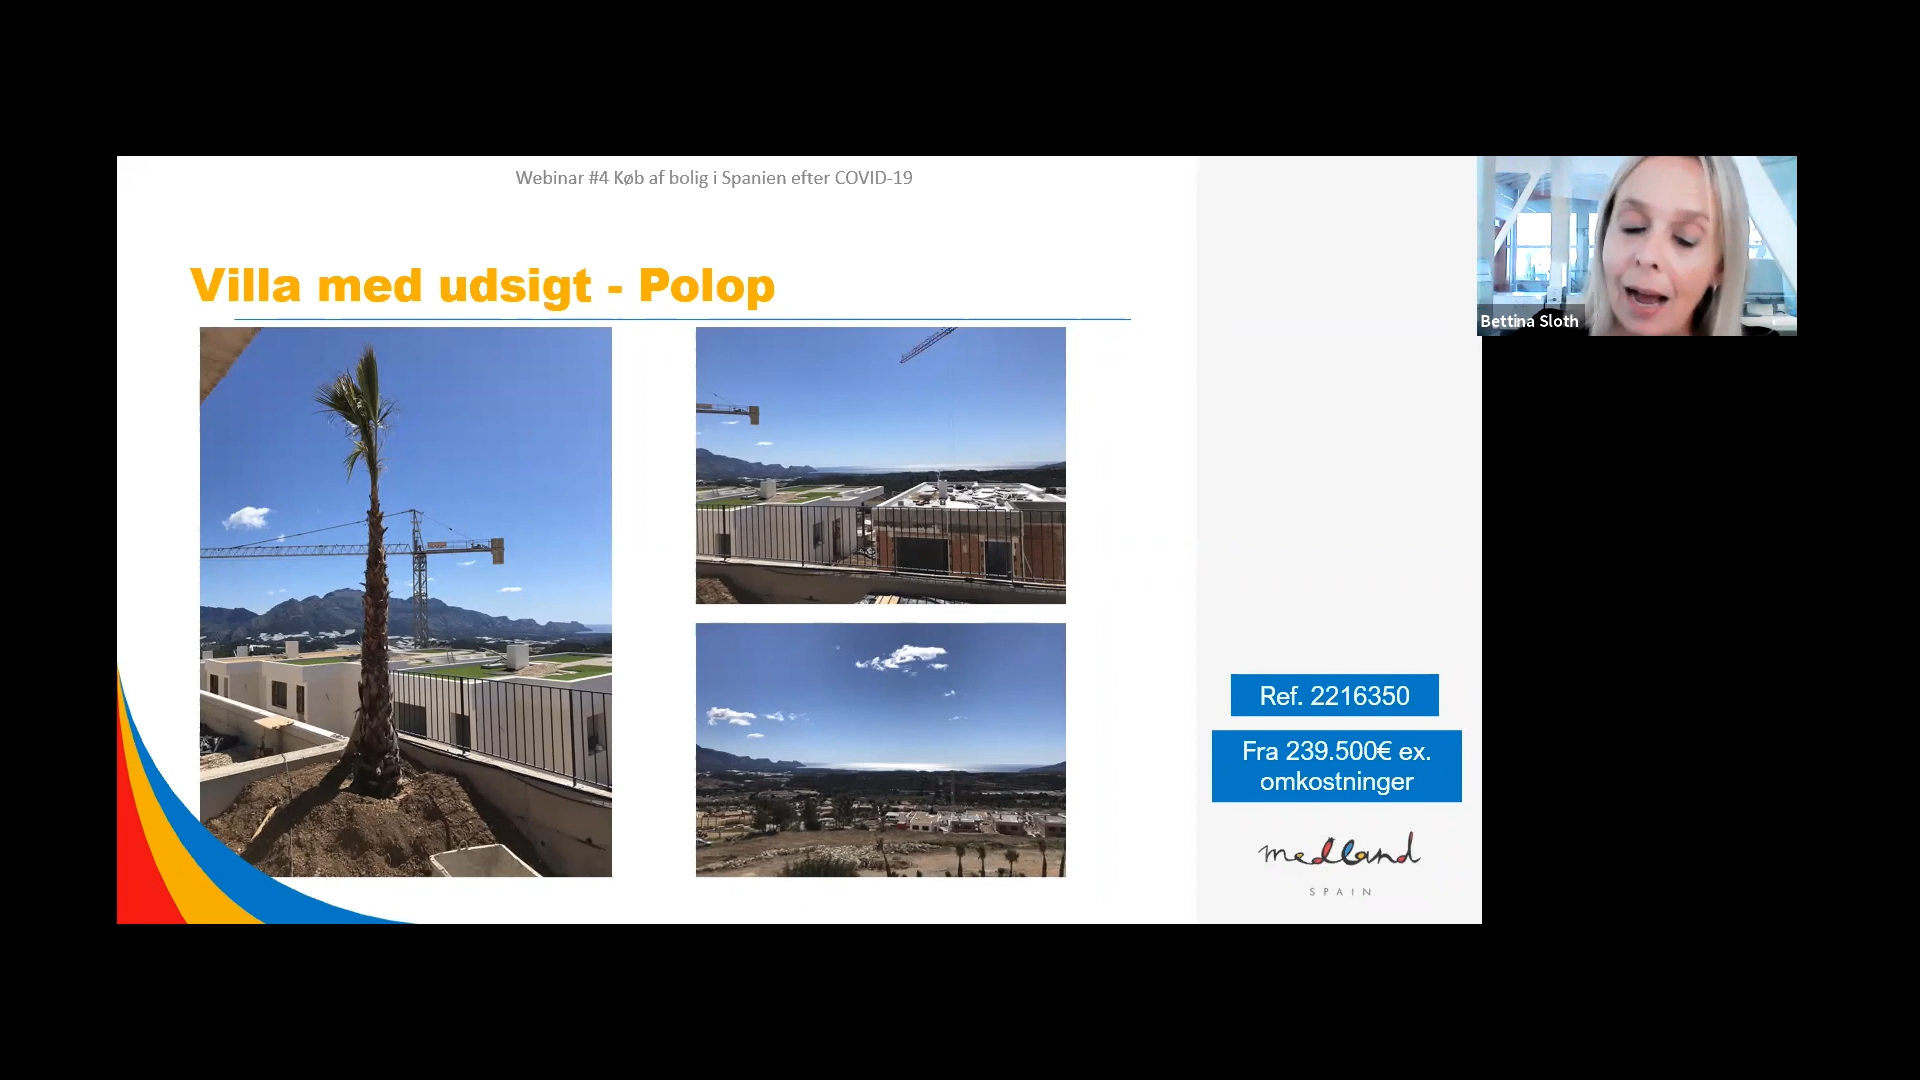 Webinar #4 Køb af bolig i Spanien efter COVID-19
Villa med udsigt - Polop
Bettina Sloth
Ref. 2216350
Fra 239.500€ ex.
omkostninger
medland
SPAIN